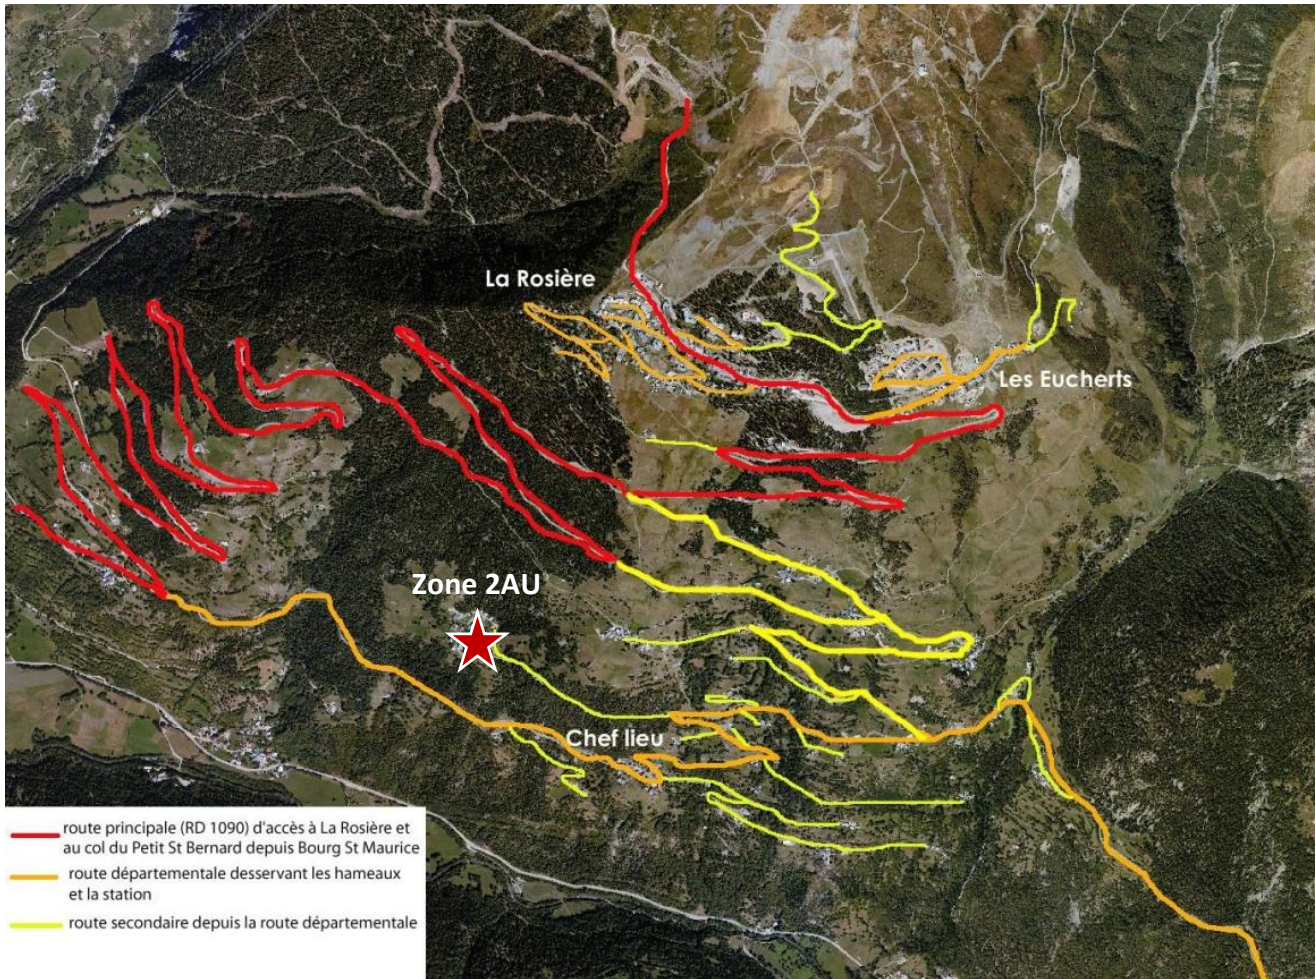 La Rosière
Les Eucherts
Zone 2AU
Chef lieu
route principale (RD 1090) d'accès à La Rosière et
au col du Petit St Bernard depuis Bourg St Maurice
route départementale desservant les hameaux
et la station
route secondaire depuis la route départementale